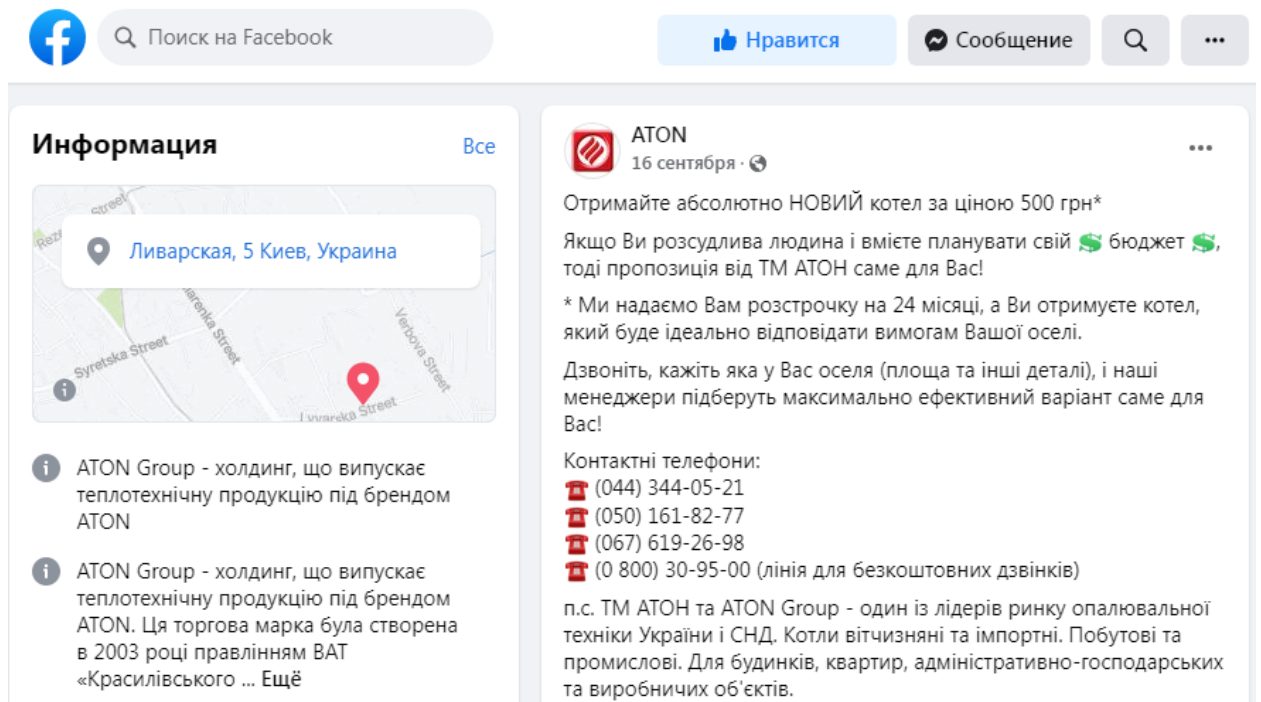 Поиск на Facebook
Нравится
Сообщение
Информация
Все
Street
Street
Syretska Street
Verbova Street
Lyvarska Street
Ливарская, 5 Киев, Украина
ATON Group - холдинг, що випускає
теплотехнічну продукцію під брендом
ATON
ATON Group - холдинг, що випускає
теплотехнічну продукцію під брендом
ATON. Ця торгова марка була створена
в 2003 році правлінням ВАТ
«Красилівського ... Ещё
ATON
16 сентября ·
Отримайте абсолютно НОВИЙ котел за ціною 500 грн*
Якщо Ви розсудлива людина і вмієте планувати свій 💲 бюджет 💲,
тоді пропозиція від ТМ АТОН саме для Вас!
* Ми надаємо Вам розстрочку на 24 місяці, а Ви отримуєте котел,
який буде ідеально відповідати вимогам Вашої оселі.
Дзвоніть, кажіть яка у Вас оселя (площа та інші деталі), і наші
менеджери підберуть максимально ефективний варіант саме для
Вас!
Контактні телефони:
☎ (044) 344-05-21
☎ (050) 161-82-77
☎ (067) 619-26-98
☎ (0 800) 30-95-00 (лінія для безкоштовних дзвінків)
п.с. ТМ АТОН та ATON Group - один із лідерів ринку опалювальної
техніки України і СНД. Котли вітчизняні та імпортні. Побутові та
промислові. Для будинків, квартир, адміністративно-господарських
та виробничих об'єктів.